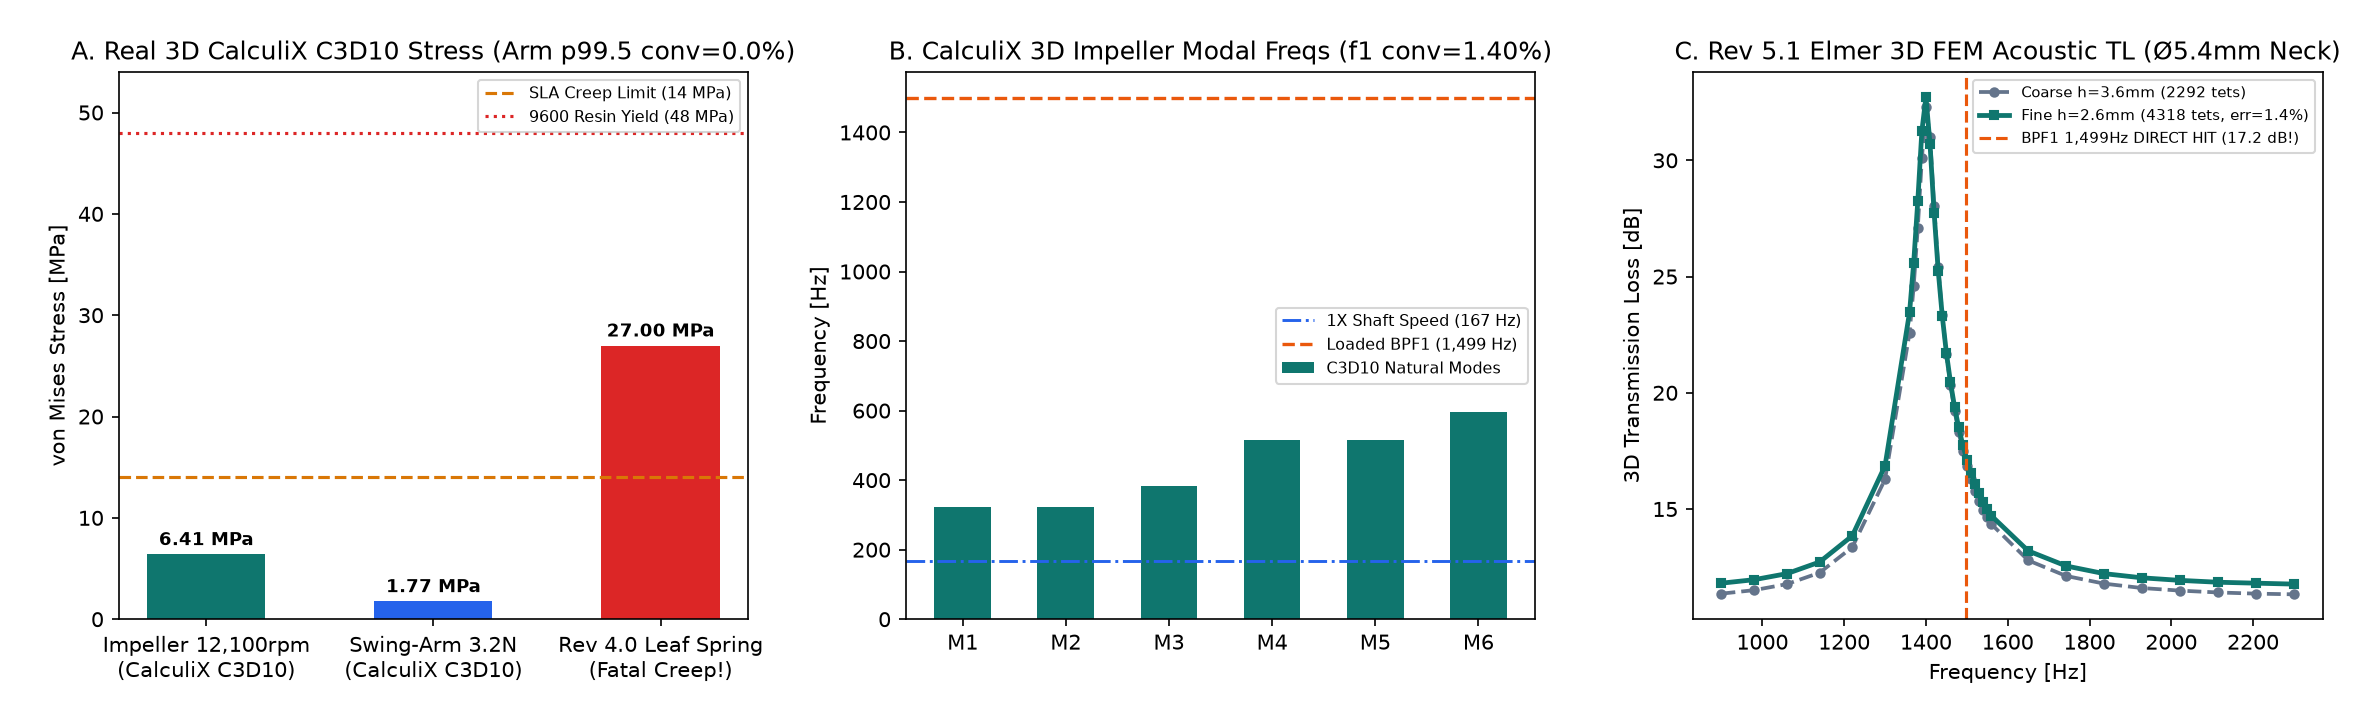 A. Real 3D CalculiX C3D10 Stress (Arm p99.5 conv=0.0%)
von Mises Stress [MPa]
50
40
30
20
10
0
SLA Creep Limit (14 MPa)
9600 Resin Yield (48 MPa)
6.41 MPa
1.77 MPa
27.00 MPa
Impeller 12,100rpm
(CalculiX C3D10)
Swing-Arm 3.2N
(CalculiX C3D10)
Rev 4.0 Leaf Spring
(Fatal Creep!)
B. CalculiX 3D Impeller Modal Freqs (f1 conv=1.40%)
Frequency [Hz]
1400
1200
1000
800
600
400
200
0
1X Shaft Speed (167 Hz)
Loaded BPF1 (1,499 Hz)
C3D10 Natural Modes
M1
M2
M3
M4
M5
M6
C. Rev 5.1 Elmer 3D FEM Acoustic TL (Ø5.4mm Neck)
3D Transmission Loss [dB]
30
25
20
15
Coarse h=3.6mm (2292 tets)
Fine h=2.6mm (4318 tets, err=1.4%)
BPF1 1,499Hz DIRECT HIT (17.2 dB!)
1000
1200
1400
1600
1800
2000
2200
Frequency [Hz]